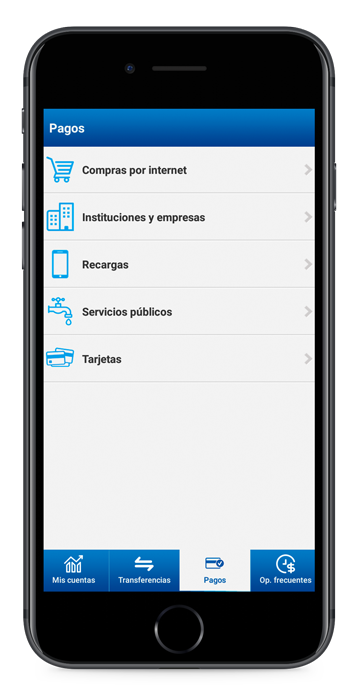 Pagos
Compras por internet
Instituciones y empresas
Recargas
Servicios públicos
Tarjetas
Mis cuentas
Transferencias
Pagos
Op. frecuentes